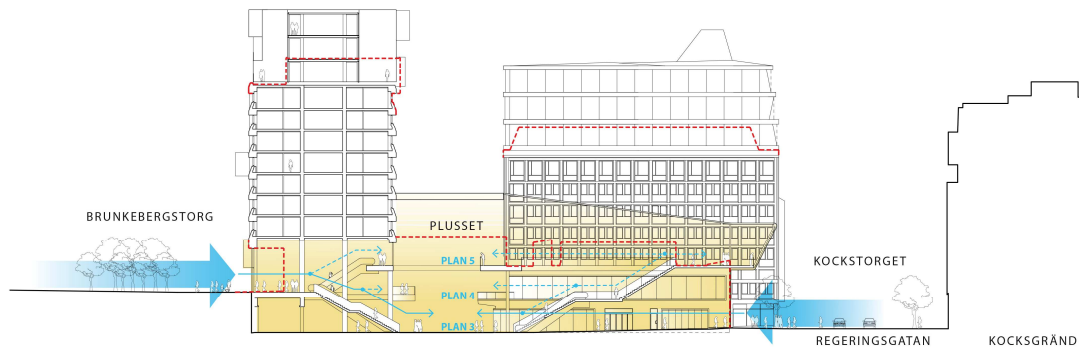 BRUNKEBERGSTORG
PLUSSET
PLAN 5
KOCKSTORGET
PLAN 4
PLAN 3
REGERINGSGATAN
KOCKSGRÄND